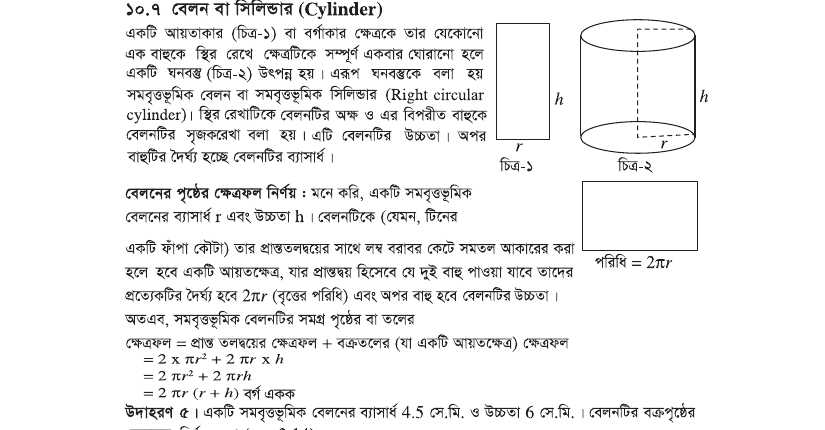 ১০.৭ বেলন বা সিলিন্ডার (Cylinder)
একটি আয়তাকার (চিত্র-১) বা বর্গাকার ক্ষেত্রকে তার যেকোনো
এক বাহুকে স্থির রেখে ক্ষেত্রটিকে সম্পূর্ণ একবার ঘোরানো হলে
একটি ঘনবস্তু (চিত্র-২) উৎপন্ন হয়। এরূপ ঘনবস্তুকে বলা হয়
সমবৃত্তভূমিক বেলন বা সমবৃত্তভূমিক সিলিন্ডার (Right circular
cylinder)। স্থির রেখাটিকে বেলনটির অক্ষ ও এর বিপরীত বাহুকে
বেলনটির সৃজকরেখা বলা হয়। এটি বেলনটির উচ্চতা। অপর
বাহুটির দৈর্ঘ্য হচ্ছে বেলনটির ব্যাসার্ধ।
h
r
চিত্র-১
h
r
চিত্র-২
বেলনের পৃষ্ঠের ক্ষেত্রফল নির্ণয় : মনে করি, একটি সমবৃত্তভূমিক
বেলনের ব্যাসার্ধ r এবং উচ্চতা h । বেলনটিকে (যেমন, টিনের
একটি ফাঁপা কৌটা) তার প্রান্ততলদ্বয়ের সাথে লম্ব বরাবর কেটে সমতল আকারের করা
হলে হবে একটি আয়তক্ষেত্র, যার প্রান্তদ্বয় হিসেবে যে দুই বাহু পাওয়া যাবে তাদের
প্রত্যেকটির দৈর্ঘ্য হবে 2πr (বৃত্তের পরিধি) এবং অপর বাহু হবে বেলনটির উচ্চতা।
পরিধি = 2πr
অতএব, সমবৃত্তভূমিক বেলনটির সমগ্র পৃষ্ঠের বা তলের
ক্ষেত্রফল = প্রান্ত তলদ্বয়ের ক্ষেত্রফল + বক্রতলের (যা একটি আয়তক্ষেত্র) ক্ষেত্রফল
= 2 x πr² + 2 πr x h
= 2 πr² + 2 πrh
= 2 πr (r + h) বর্গ একক
উদাহরণ ৫। একটি সমবৃত্তভূমিক বেলনের ব্যাসার্ধ 4.5 সে.মি. ও উচ্চতা 6 সে.মি. । বেলনটির বক্রপৃষ্ঠের